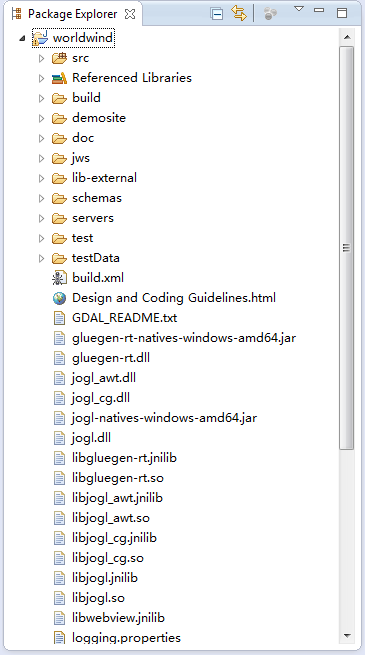 Package Explorer
worldwind
src
Referenced Libraries
build
demosite
doc
jws
lib-external
schemas
servers
test
testData
build.xml
Design and Coding Guidelines.html
GDAL_README.txt
gluegen-rt-natives-windows-amd64.jar
gluegen-rt.dll
jogl_awt.dll
jogl_cg.dll
jogl-natives-windows-amd64.jar
jogl.dll
libgluegen-rt.jnilib
libgluegen-rt.so
libjogl_awt.jnilib
libjogl_awt.so
libjogl_cg.jnilib
libjogl_cg.so
libjogl.jnilib
libjogl.so
libwebview.jnilib
logging.properties